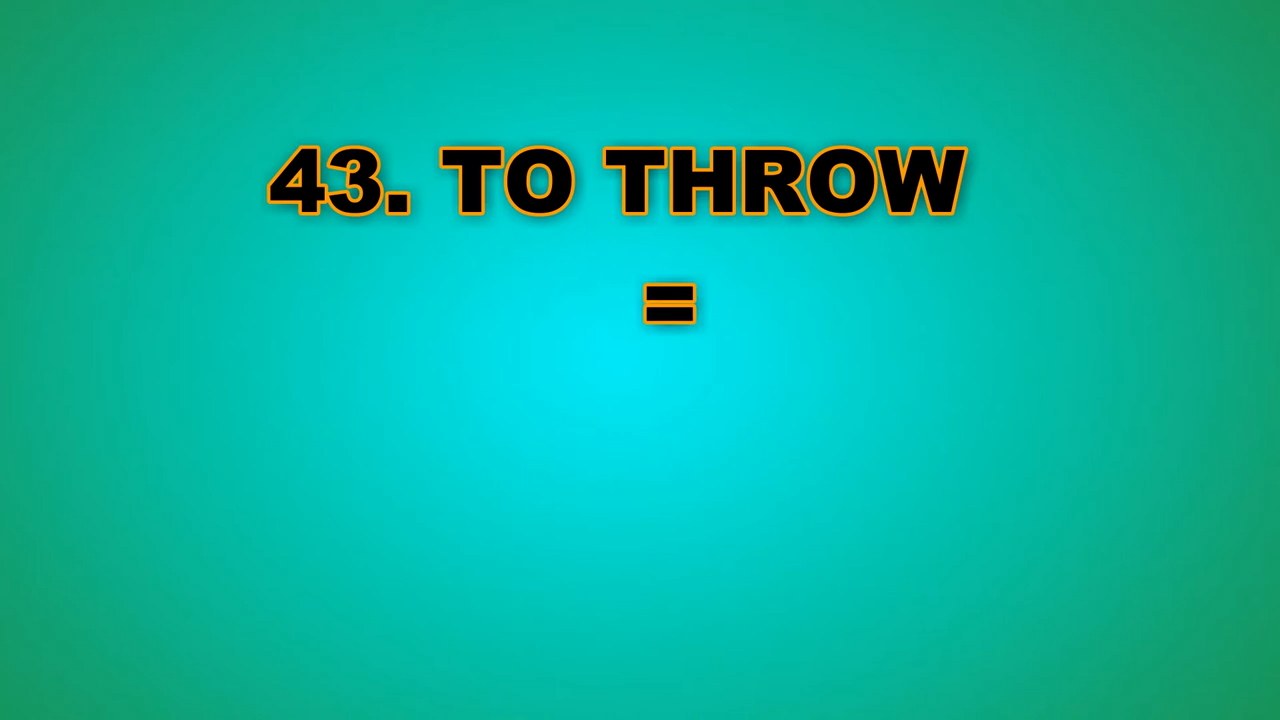 43. TO THROW
=